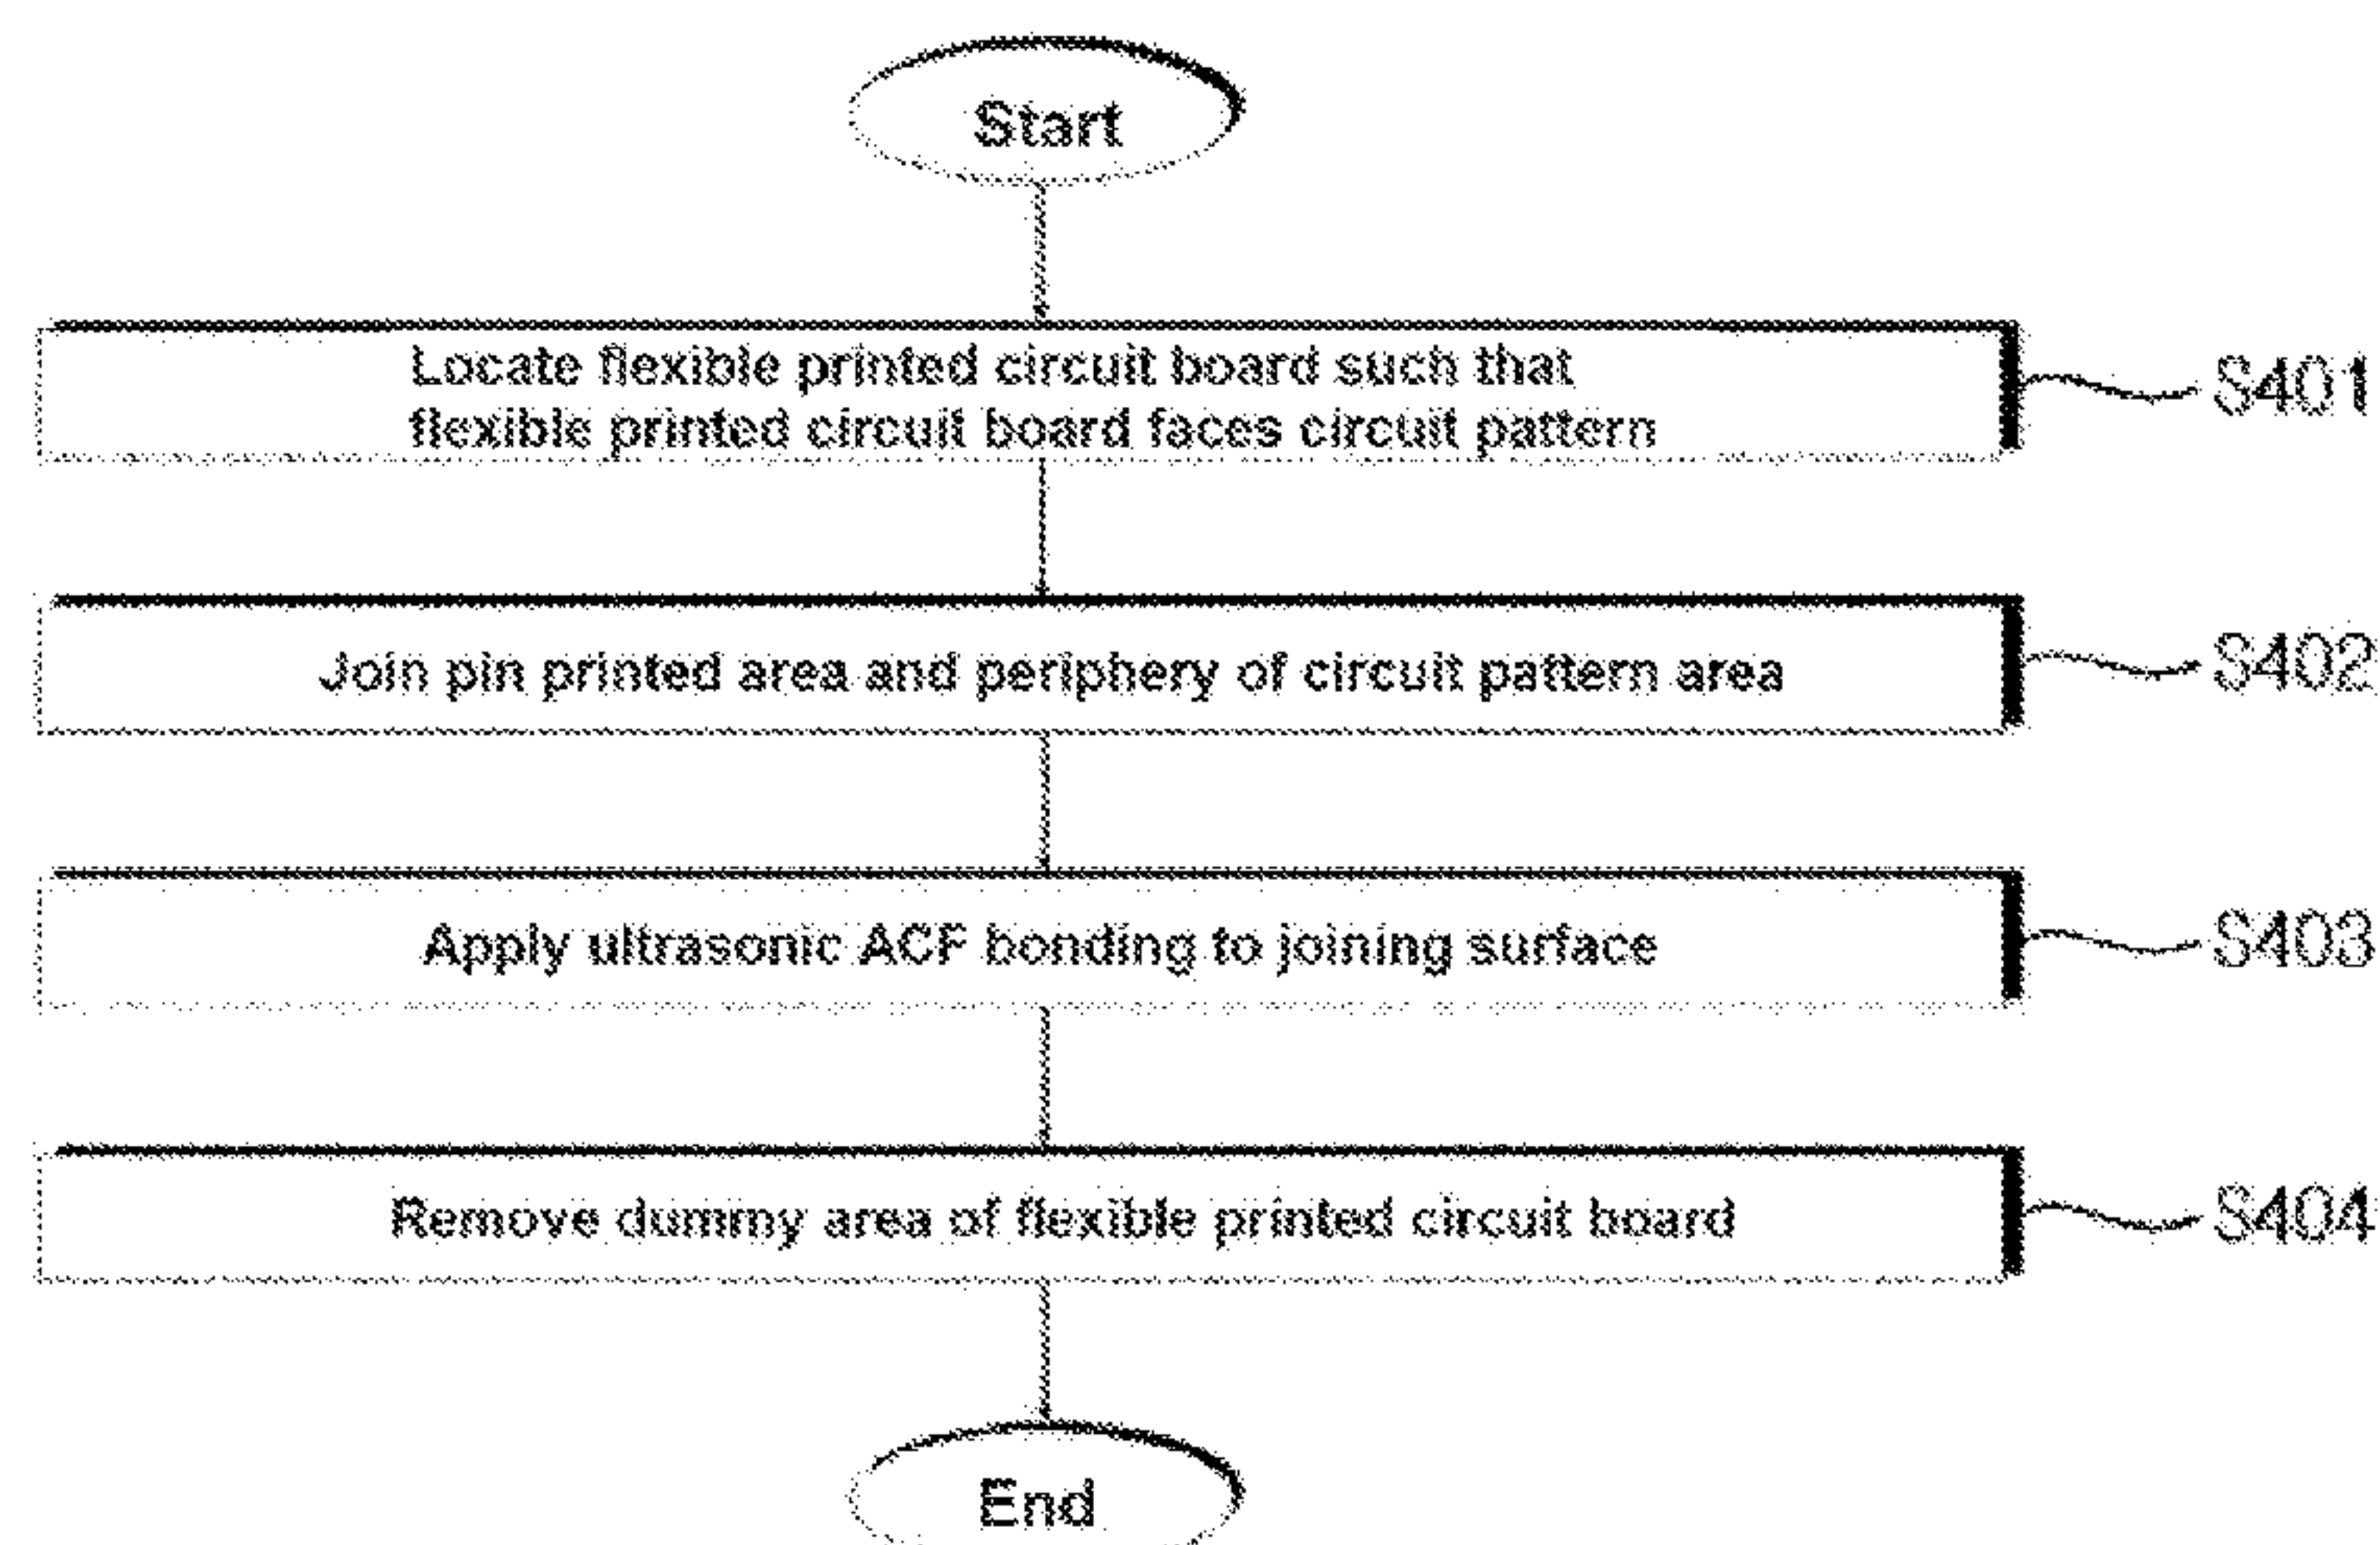 Start
Locate flexible printed circuit board such that
flexible printed circuit board faces circuit pattern
S401
Join pin printed area and periphery of circuit pattern area
S402
Apply ultrasonic ACF bonding to joining surface
S403
Remove dummy area of flexible printed circuit board
S404
End